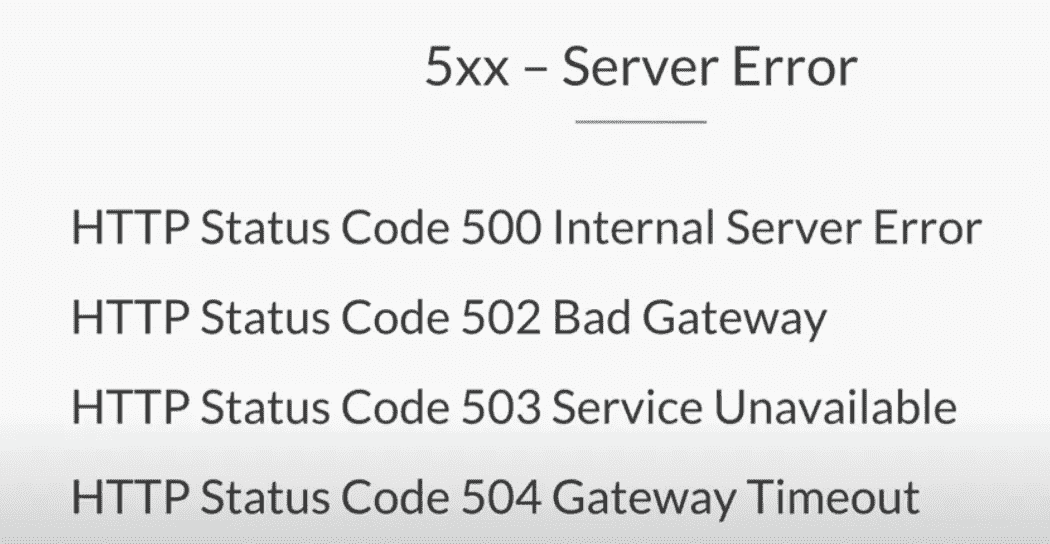 5xx – Server Error
HTTP Status Code 500 Internal Server Error
HTTP Status Code 502 Bad Gateway
HTTP Status Code 503 Service Unavailable
HTTP Status Code 504 Gateway Timeout